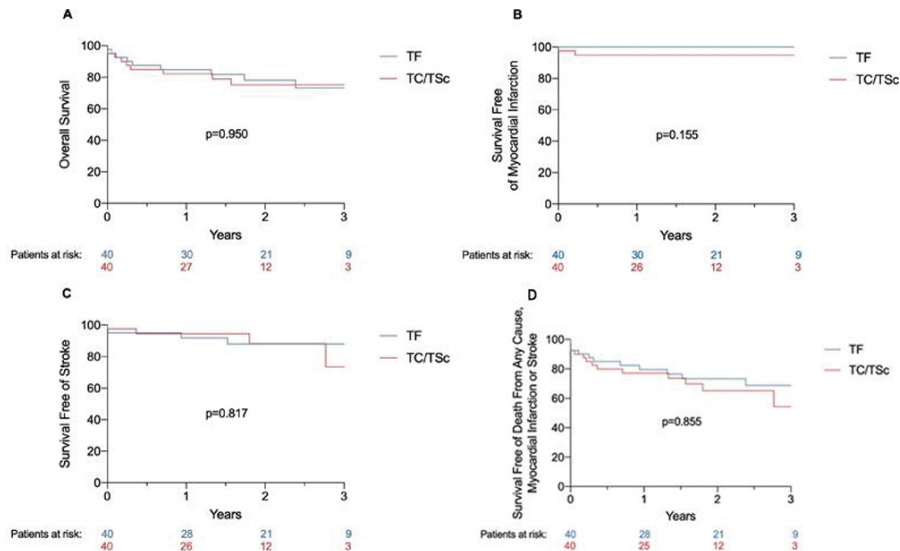 A
Overall Survival
100
80
60
40
20
0
p=0.950
TF
TC/TSc
0 1 2 3
Years
Patients at risk: 40 30 21 9
40 27 12 3
B
Survival Free
of Myocardial Infarction
100
80
60
40
20
0
p=0.155
TF
TC/TSc
0 1 2 3
Years
Patients at risk: 40 30 21 9
40 26 12 3
C
Survival Free of Stroke
100
80
60
40
20
0
p=0.817
TF
TC/TSc
0 1 2 3
Years
Patients at risk: 40 28 21 9
40 26 12 3
D
Survival Free of Death From Any Cause,
Myocardial Infarction or Stroke
100
80
60
40
20
0
p=0.855
TF
TC/TSc
0 1 2 3
Years
Patients at risk: 40 28 21 9
40 25 12 3